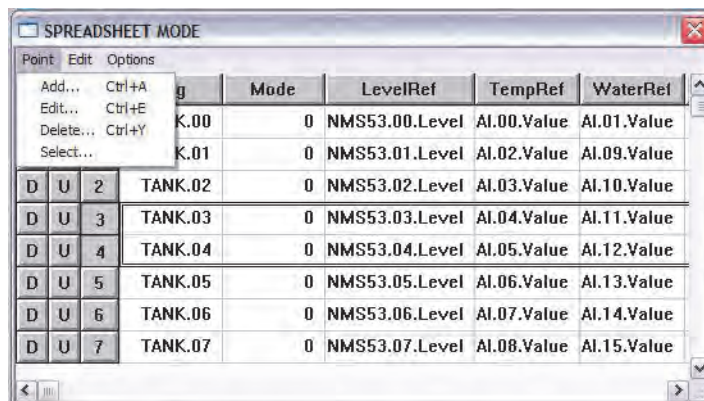 SPREADSHEET MODE
Point Edit Options
Add... Ctrl+A
Edit... Ctrl+E
Delete... Ctrl+Y
Select...
g Mode LevelRef TempRef WaterRef
K.00 0 NMS53.00.Level AI.00.Value AI.01.Value
K.01 0 NMS53.01.Level AI.02.Value AI.09.Value
D U 2 TANK.02 0 NMS53.02.Level AI.03.Value AI.10.Value
D U 3 TANK.03 0 NMS53.03.Level AI.04.Value AI.11.Value
D U 4 TANK.04 0 NMS53.04.Level AI.05.Value AI.12.Value
D U 5 TANK.05 0 NMS53.05.Level AI.06.Value AI.13.Value
D U 6 TANK.06 0 NMS53.06.Level AI.07.Value AI.14.Value
D U 7 TANK.07 0 NMS53.07.Level AI.08.Value AI.15.Value